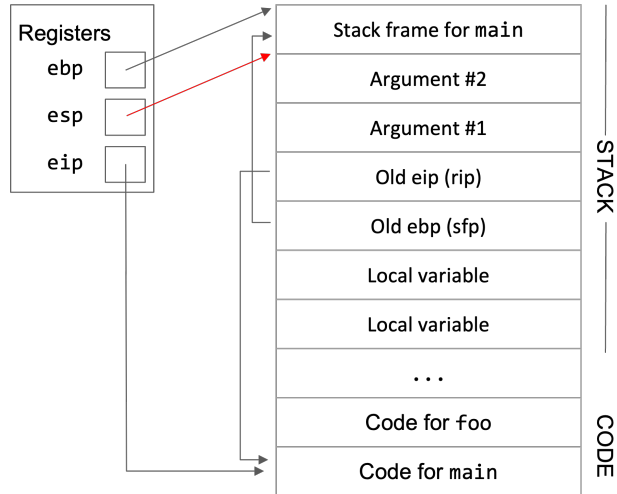 Registers
ebp
esp
eip
Stack frame for main
Argument #2
Argument #1
Old eip (rip)
Old ebp (sfp)
Local variable
Local variable
...
Code for foo
Code for main
STACK
CODE